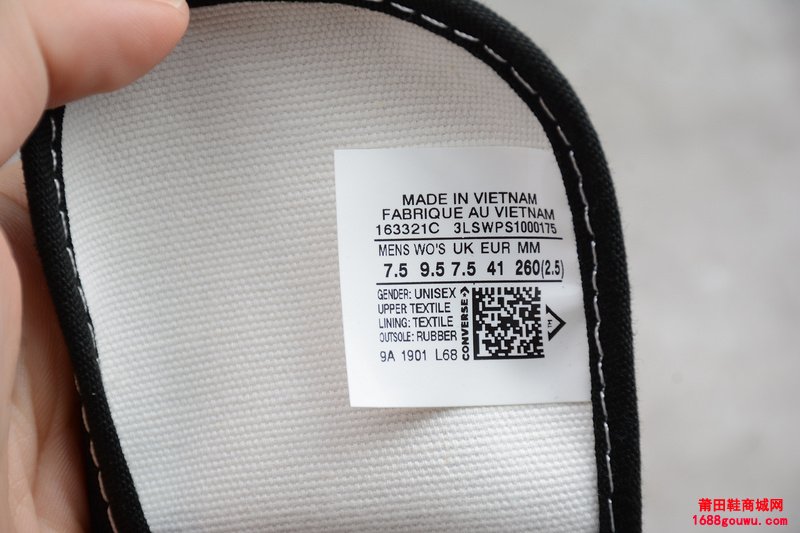 MADE IN VIETNAM
FABRIQUE AU VIETNAM
163321C 3LSWPS1000175
MENS WO'S UK EUR MM
7.5 9.5 7.5 41 260(2.5)
GENDER: UNISEX
UPPER TEXTILE
LINING: TEXTILE
OUTSOLE: RUBBER
9A 1901 L68
CONVERSE
TM
莆田鞋商城网
1688gouwu.com